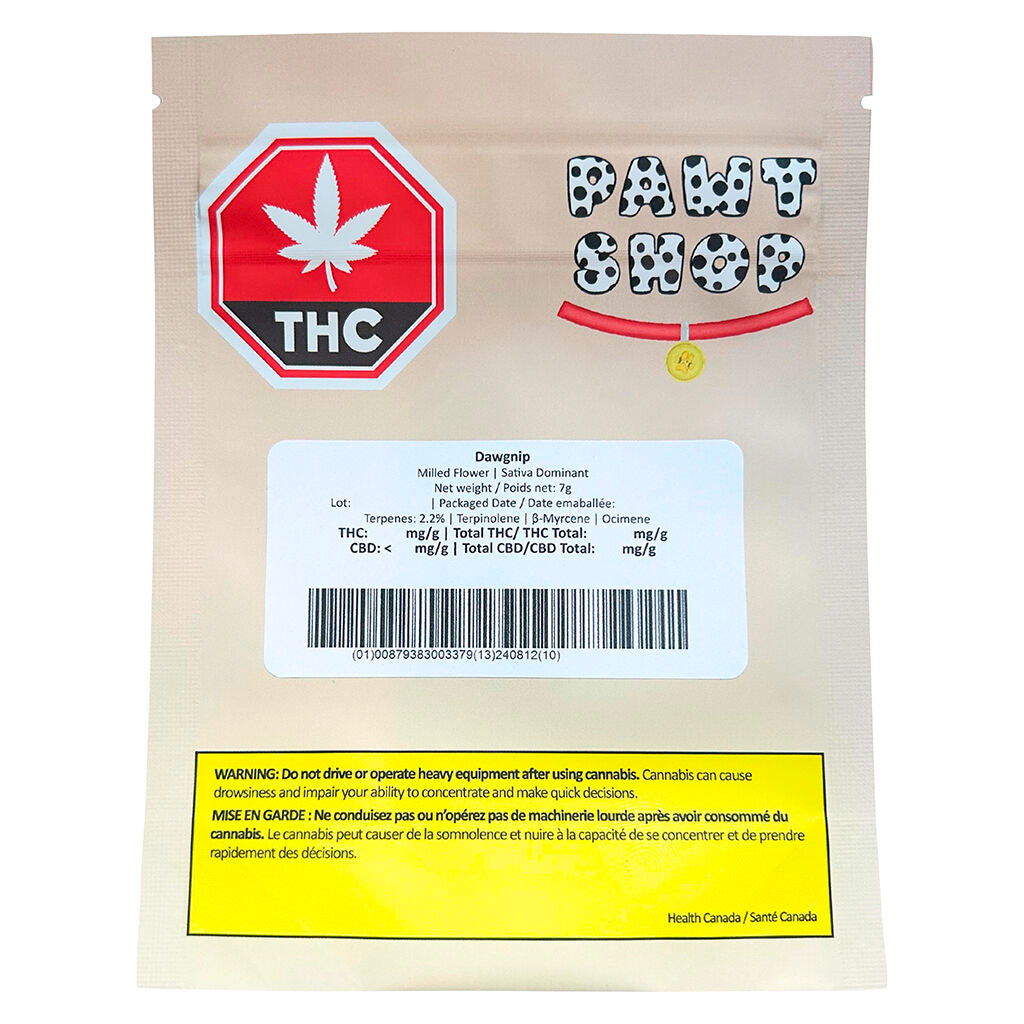 THC
PAWT
SHOP
Dawgnip
Milled Flower | Sativa Dominant
Net weight / Poids net: 7g
Lot: | Packaged Date / Date emaballée:
Terpenes: 2.2% | Terpinolene | β-Myrcene | Ocimene
THC: mg/g | Total THC/ THC Total: mg/g
CBD: < mg/g | Total CBD/CBD Total: mg/g
(01)00879383003379(13)240812(10)
WARNING: Do not drive or operate heavy equipment after using cannabis. Cannabis can cause
drowsiness and impair your ability to concentrate and make quick decisions.
MISE EN GARDE : Ne conduisez pas ou n'opérez pas de machinerie lourde après avoir consommé du
cannabis. Le cannabis peut causer de la somnolence et nuire à la capacité de se concentrer et de prendre
rapidement des décisions.
Health Canada / Santé Canada